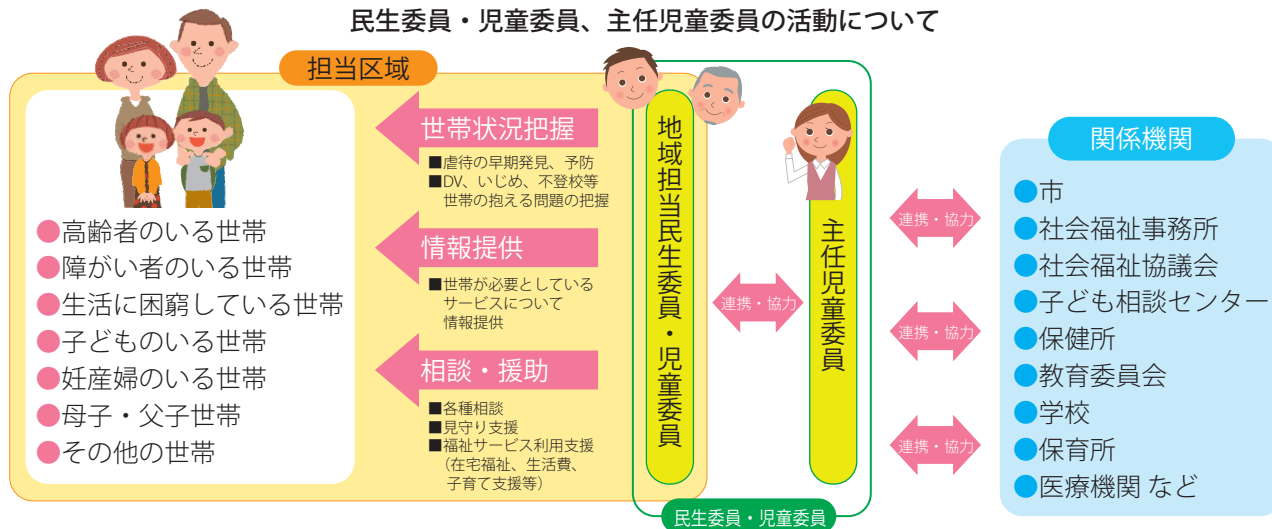 民生委員・児童委員、主任児童委員の活動について
担当区域
●高齢者のいる世帯
●障がい者のいる世帯
●生活に困窮している世帯
●子どものいる世帯
●妊産婦のいる世帯
●母子・父子世帯
●その他の世帯
世帯状況把握
■虐待の早期発見、予防
■DV、いじめ、不登校等
世帯の抱える問題の把握
情報提供
■世帯が必要としている
サービスについて
情報提供
相談・援助
■各種相談
■見守り支援
■福祉サービス利用支援
（在宅福祉、生活費、
子育て支援等）
地域担当民生委員・児童委員
連携・協力
主任児童委員
民生委員・児童委員
連携・協力
連携・協力
連携・協力
関係機関
●市
●社会福祉事務所
●社会福祉協議会
●子ども相談センター
●保健所
●教育委員会
●学校
●保育所
●医療機関 など